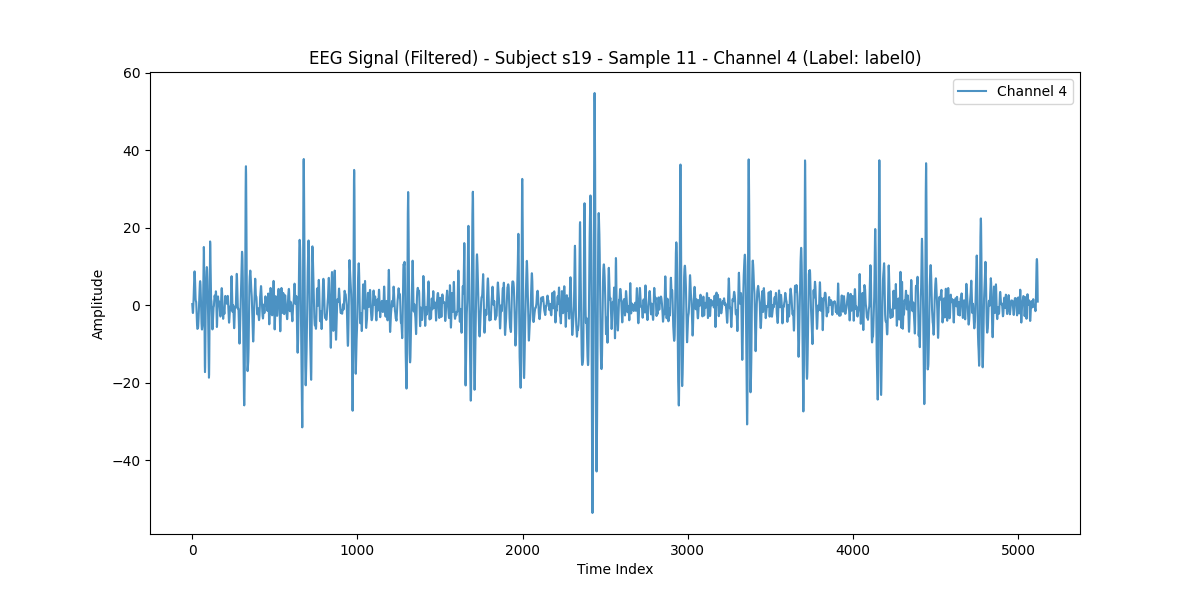 EEG Signal (Filtered) - Subject s19 - Sample 11 - Channel 4 (Label: label0)
Channel 4
60
40
20
0
−20
−40
Amplitude
0 1000 2000 3000 4000 5000
Time Index